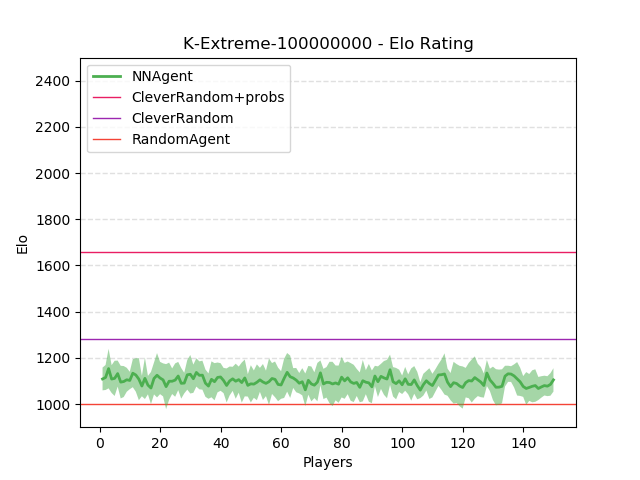 K-Extreme-100000000 - Elo Rating
NNAgent
CleverRandom+probs
CleverRandom
RandomAgent
2400
2200
2000
1800
1600
1400
1200
1000
Elo
0 20 40 60 80 100 120 140
Players